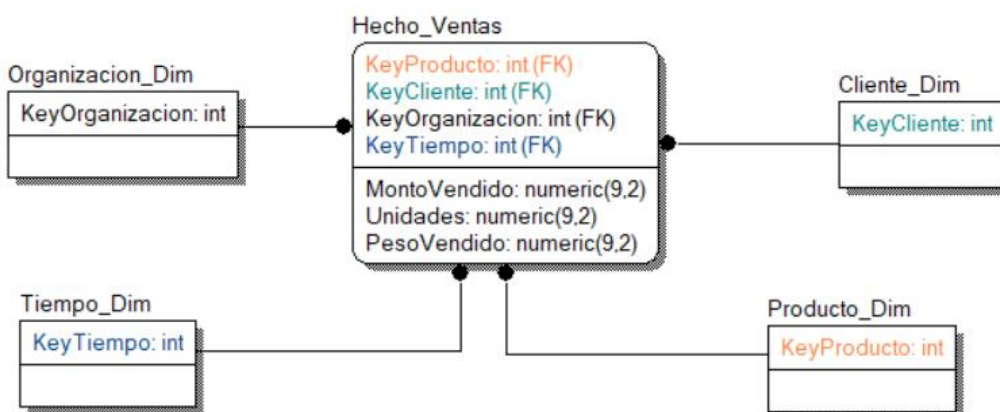 Hecho_Ventas
KeyProducto: int (FK)
KeyCliente: int (FK)
KeyOrganizacion: int (FK)
KeyTiempo: int (FK)
MontoVendido: numeric(9,2)
Unidades: numeric(9,2)
PesoVendido: numeric(9,2)
Organizacion_Dim
KeyOrganizacion: int
Cliente_Dim
KeyCliente: int
Tiempo_Dim
KeyTiempo: int
Producto_Dim
KeyProducto: int